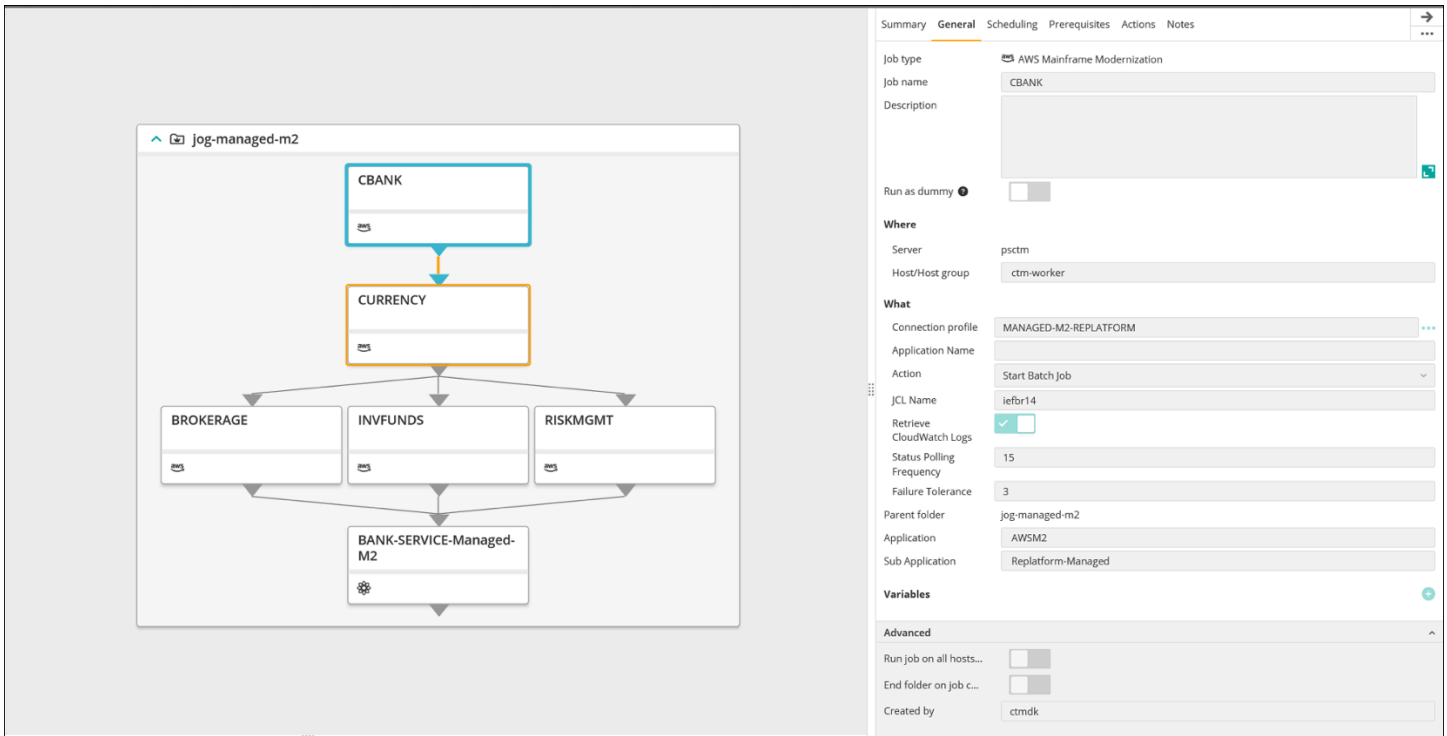 jog-managed-m2
CBANK
aws
CURRENCY
aws
BROKERAGE
aws
INVFUNDS
aws
RISKMGMT
aws
BANK-SERVICE-Managed-
M2
Summary General Scheduling Prerequisites Actions Notes
Job type aws AWS Mainframe Modernization
Job name CBANK
Description
Run as dummy ?
Where
Server psctm
Host/Host group ctm-worker
What
Connection profile MANAGED-M2-REPLATFORM
Application Name
Action Start Batch Job
JCL Name iefbr14
Retrieve
CloudWatch Logs
Status Polling
Frequency 15
Failure Tolerance 3
Parent folder jog-managed-m2
Application AWSM2
Sub Application Replatform-Managed
Variables
Advanced
Run job on all hosts...
End folder on job c...
Created by ctmdk